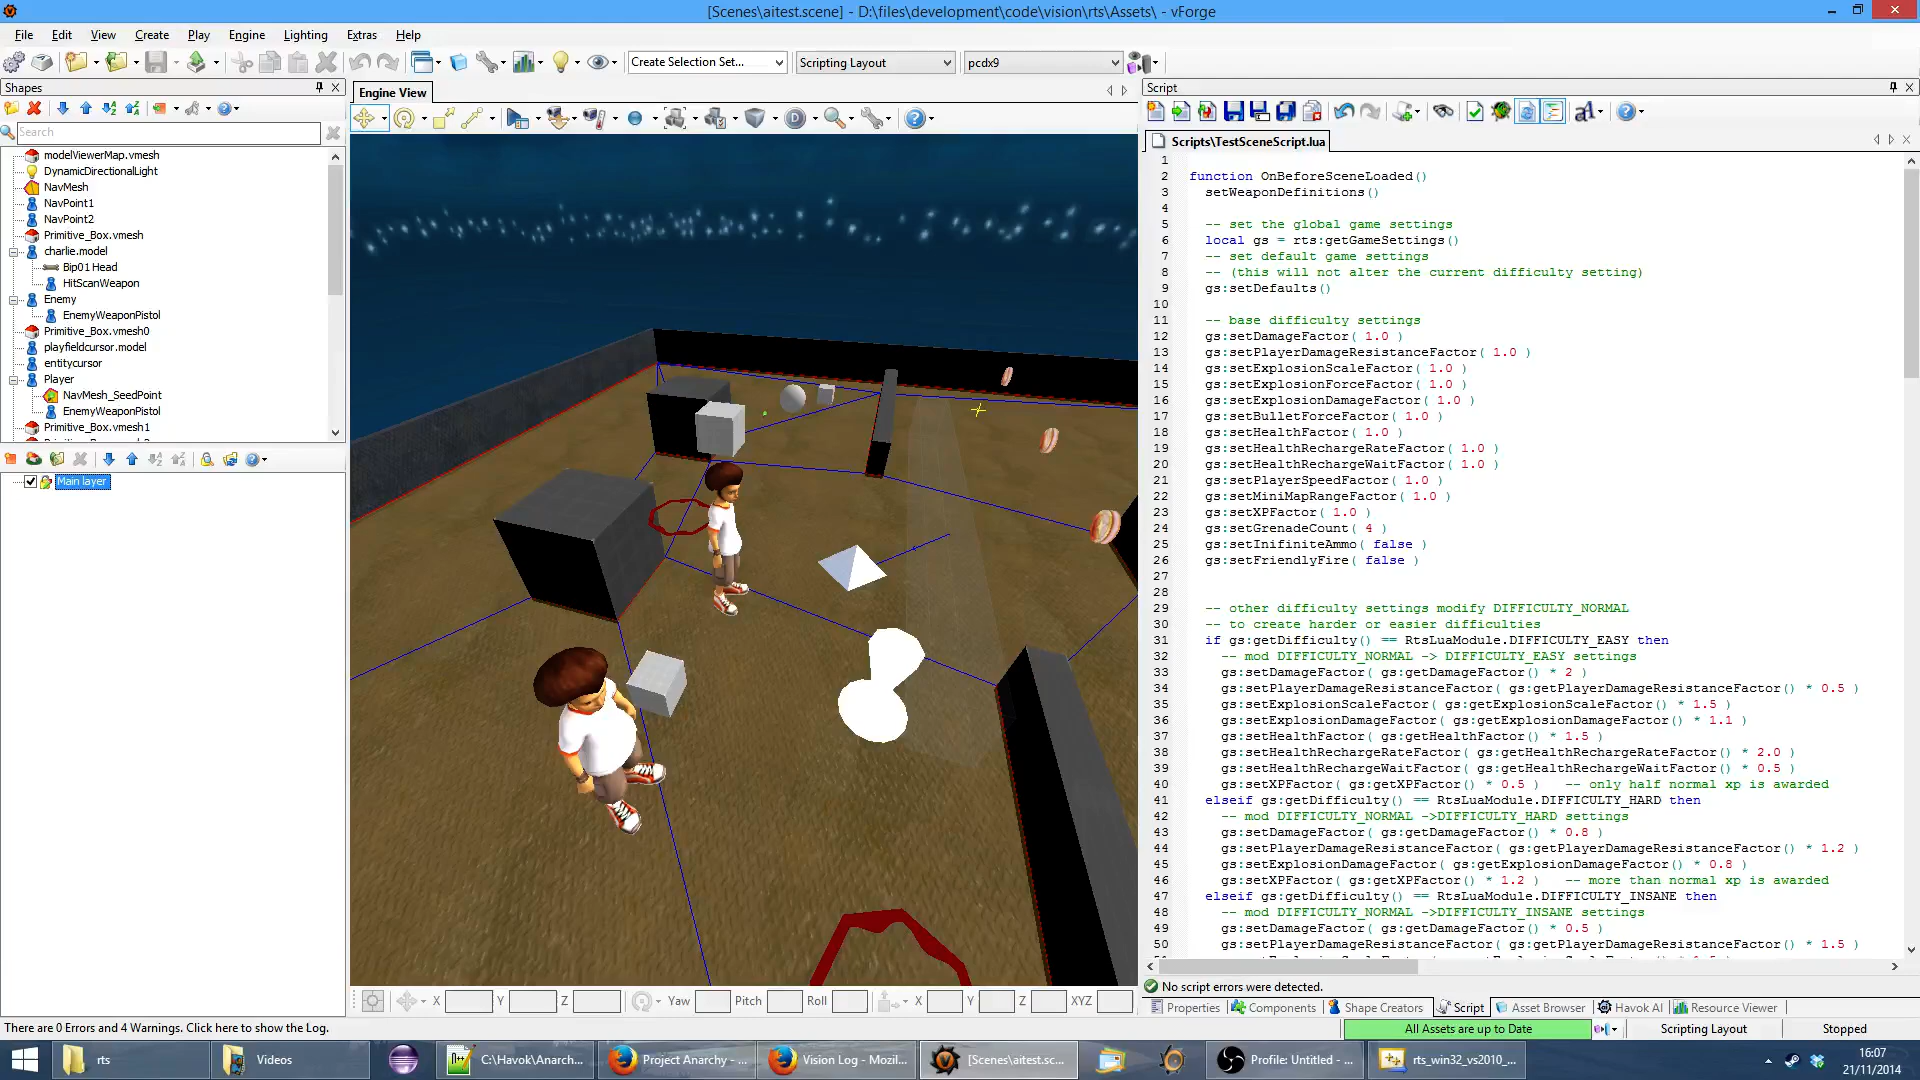 [Scenes\aitest.scene] - D:\files\development\code\vision\rts\Assets\ - vForge
File Edit View Create Play Engine Lighting Extras Help
Create Selection Set...
Scripting Layout
pcdx9
Shapes
Search
modelViewerMap.vmesh
DynamicDirectionalLight
NavMesh
NavPoint1
NavPoint2
Primitive_Box.vmesh
charlie.model
Bip01 Head
HitScanWeapon
Enemy
EnemyWeaponPistol
Primitive_Box.vmesh0
playfieldcursor.model
entitycursor
Player
NavMesh_SeedPoint
EnemyWeaponPistol
Primitive_Box.vmesh1
Main layer
Engine View
X Y Z Yaw Pitch Roll X Y Z XYZ
Script
Scripts\TestSceneScript.lua
1
2 function OnBeforeSceneLoaded()
3 setWeaponDefinitions()
4
5 -- set the global game settings
6 local gs = rts:getGameSettings()
7 -- set default game settings
8 -- (this will not alter the current difficulty setting)
9 gs:setDefaults()
10
11 -- base difficulty settings
12 gs:setDamageFactor( 1.0 )
13 gs:setPlayerDamageResistanceFactor( 1.0 )
14 gs:setExplosionScaleFactor( 1.0 )
15 gs:setExplosionForceFactor( 1.0 )
16 gs:setExplosionDamageFactor( 1.0 )
17 gs:setBulletForceFactor( 1.0 )
18 gs:setHealthFactor( 1.0 )
19 gs:setHealthRechargeRateFactor( 1.0 )
20 gs:setHealthRechargeWaitFactor( 1.0 )
21 gs:setPlayerSpeedFactor( 1.0 )
22 gs:setMiniMapRangeFactor( 1.0 )
23 gs:setXPFactor( 1.0 )
24 gs:setGrenadeCount( 4 )
25 gs:setInifiniteAmmo( false )
26 gs:setFriendlyFire( false )
27
28
29 -- other difficulty settings modify DIFFICULTY_NORMAL
30 -- to create harder or easier difficulties
31 if gs:getDifficulty() == RtsLuaModule.DIFFICULTY_EASY then
32 -- mod DIFFICULTY_NORMAL -> DIFFICULTY_EASY settings
33 gs:setDamageFactor( gs:getDamageFactor() * 2 )
34 gs:setPlayerDamageResistanceFactor( gs:getPlayerDamageResistanceFactor() * 0.5 )
35 gs:setExplosionScaleFactor( gs:getExplosionScaleFactor() * 1.5 )
36 gs:setExplosionDamageFactor( gs:getExplosionDamageFactor() * 1.1 )
37 gs:setHealthFactor( gs:getHealthFactor() * 1.5 )
38 gs:setHealthRechargeRateFactor( gs:getHealthRechargeRateFactor() * 2.0 )
39 gs:setHealthRechargeWaitFactor( gs:getHealthRechargeWaitFactor() * 0.5 )
40 gs:setXPFactor( gs:getXPFactor() * 0.5 ) -- only half normal xp is awarded
41 elseif gs:getDifficulty() == RtsLuaModule.DIFFICULTY_HARD then
42 -- mod DIFFICULTY_NORMAL ->DIFFICULTY_HARD settings
43 gs:setDamageFactor( gs:getDamageFactor() * 0.8 )
44 gs:setPlayerDamageResistanceFactor( gs:getPlayerDamageResistanceFactor() * 1.2 )
45 gs:setExplosionDamageFactor( gs:getExplosionDamageFactor() * 0.8 )
46 gs:setXPFactor( gs:getXPFactor() * 1.2 ) -- more than normal xp is awarded
47 elseif gs:getDifficulty() == RtsLuaModule.DIFFICULTY_INSANE then
48 -- mod DIFFICULTY_NORMAL ->DIFFICULTY_INSANE settings
49 gs:setDamageFactor( gs:getDamageFactor() * 0.5 )
50 gs:setPlayerDamageResistanceFactor( gs:getPlayerDamageResistanceFactor() * 1.5 )
No script errors were detected.
Properties Components Shape Creators Script Asset Browser Havok AI Resource Viewer
There are 0 Errors and 4 Warnings. Click here to show the Log.
All Assets are up to Date
Scripting Layout
Stopped
rts
Videos
C:\Havok\Anarch...
Project Anarchy - ...
Vision Log - Mozil...
[Scenes\aitest.sc...
Profile: Untitled - ...
rts_win32_vs2010_...
16:07
21/11/2014